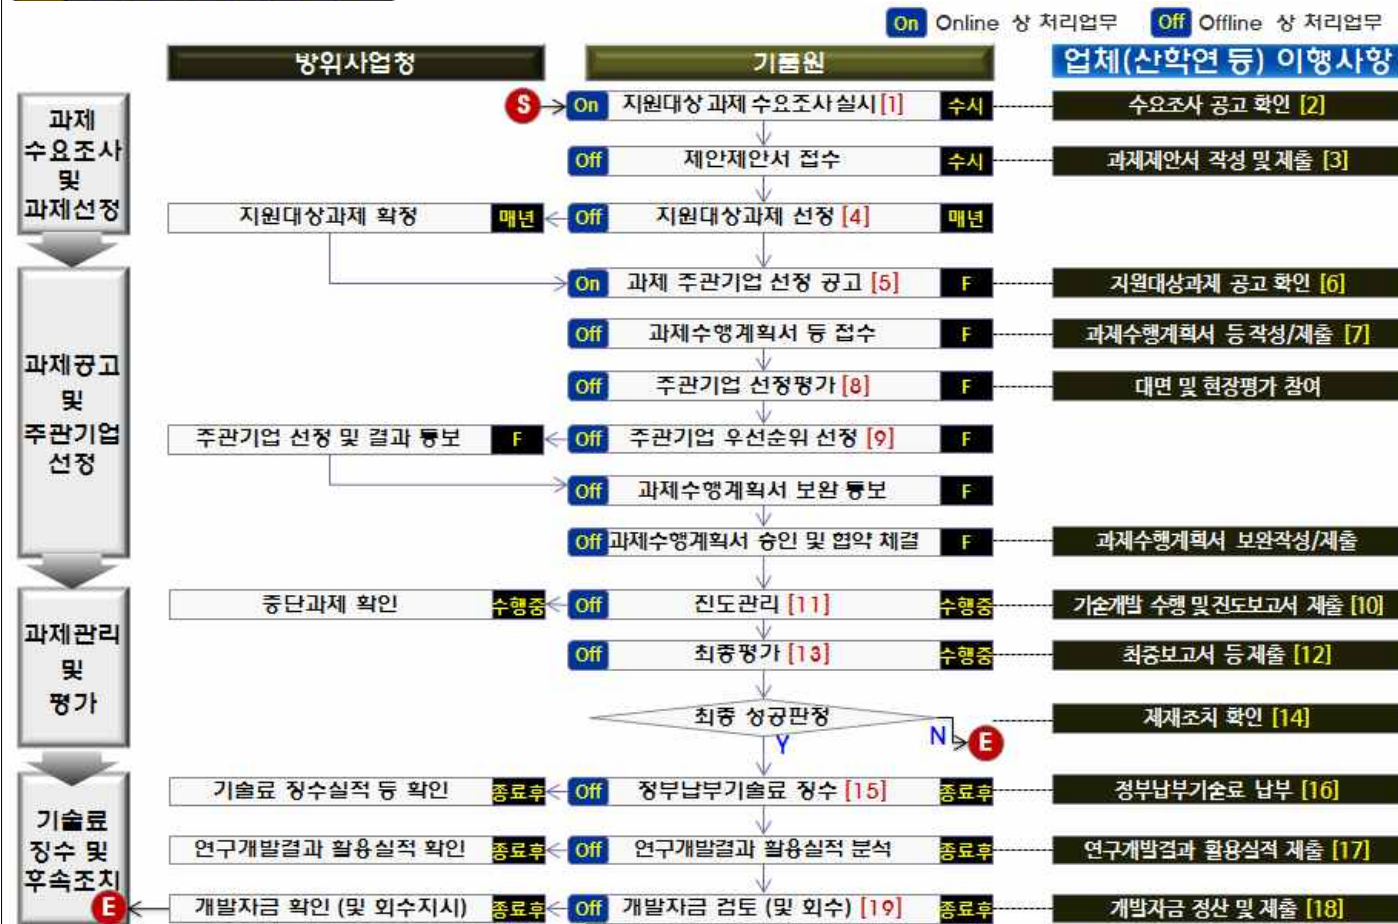 On Online 상 처리업무 Off Offline 상 처리업무
방위사업청 기품원 업체(산학연 등) 이행사항
과제
수요조사
및
과제선정
S On 지원대상 과제 수요조사 실시[1] 수시 수요조사 공고 확인 [2]
Off 제안제안서 접수 수시 과제제안서 작성 및 제출 [3]
지원대상과제 확정 매년 Off 지원대상과제 선정 [4] 매년
과제공고
및
주관기업
선정
On 과제 주관기업 선정 공고 [5] F 지원대상과제 공고 확인 [6]
Off 과제수행계획서 등 접수 F 과제수행계획서 등 작성/제출 [7]
Off 주관기업 선정평가 [8] F 대면 및 현장평가 참여
주관기업 선정 및 결과 통보 F Off 주관기업 우선순위 선정 [9] F
Off 과제수행계획서 보완 통보 F
Off 과제수행계획서 승인 및 협약 체결 F 과제수행계획서 보완작성/제출
과제관리
및
평가
중단과제 확인 수행중 Off 진도관리 [11] 수행중 기술개발 수행 및 진도보고서 제출 [10]
Off 최종평가 [13] 수행중 최종보고서 등 제출 [12]
최종 성공판정 N E 제재조치 확인 [14]
Y
기술료
징수 및
후속조치
기술료 징수실적 등 확인 종료후 Off 정부납부기술료 징수 [15] 종료후 정부납부기술료 납부 [16]
연구개발결과 활용실적 확인 종료후 Off 연구개발결과 활용실적 분석 종료후 연구개발결과 활용실적 제출 [17]
E 개발자금 확인 (및 회수지시) 종료후 Off 개발자금 검토 (및 회수) [19] 종료후 개발자금 정산 및 제출 [18]